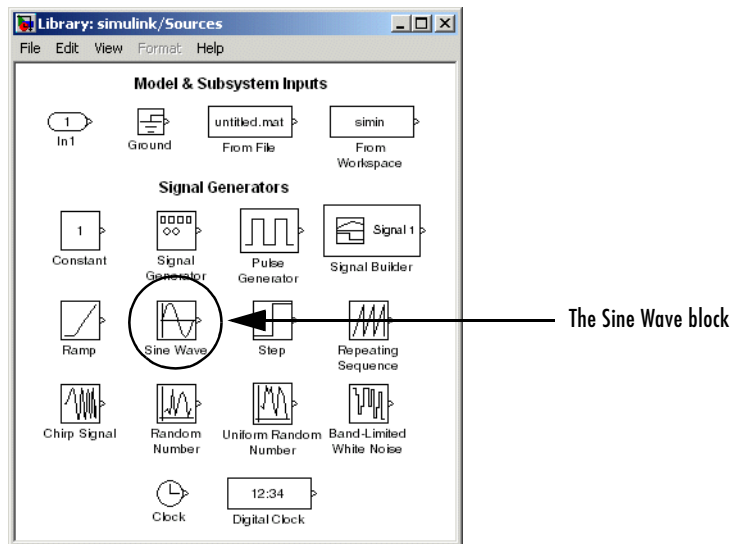 Library: simulink/Sources
File Edit View Format Help
Model & Subsystem Inputs
1
In1
Ground
untitled.mat
From File
simin
From
Workspace
Signal Generators
1
Constant
Signal
Generator
Pulse
Generator
Signal 1
Signal Builder
Ramp
Sine Wave
Step
Repeating
Sequence
The Sine Wave block
Chirp Signal
Random
Number
Uniform Random
Number
Band-Limited
White Noise
Clock
12:34
Digital Clock